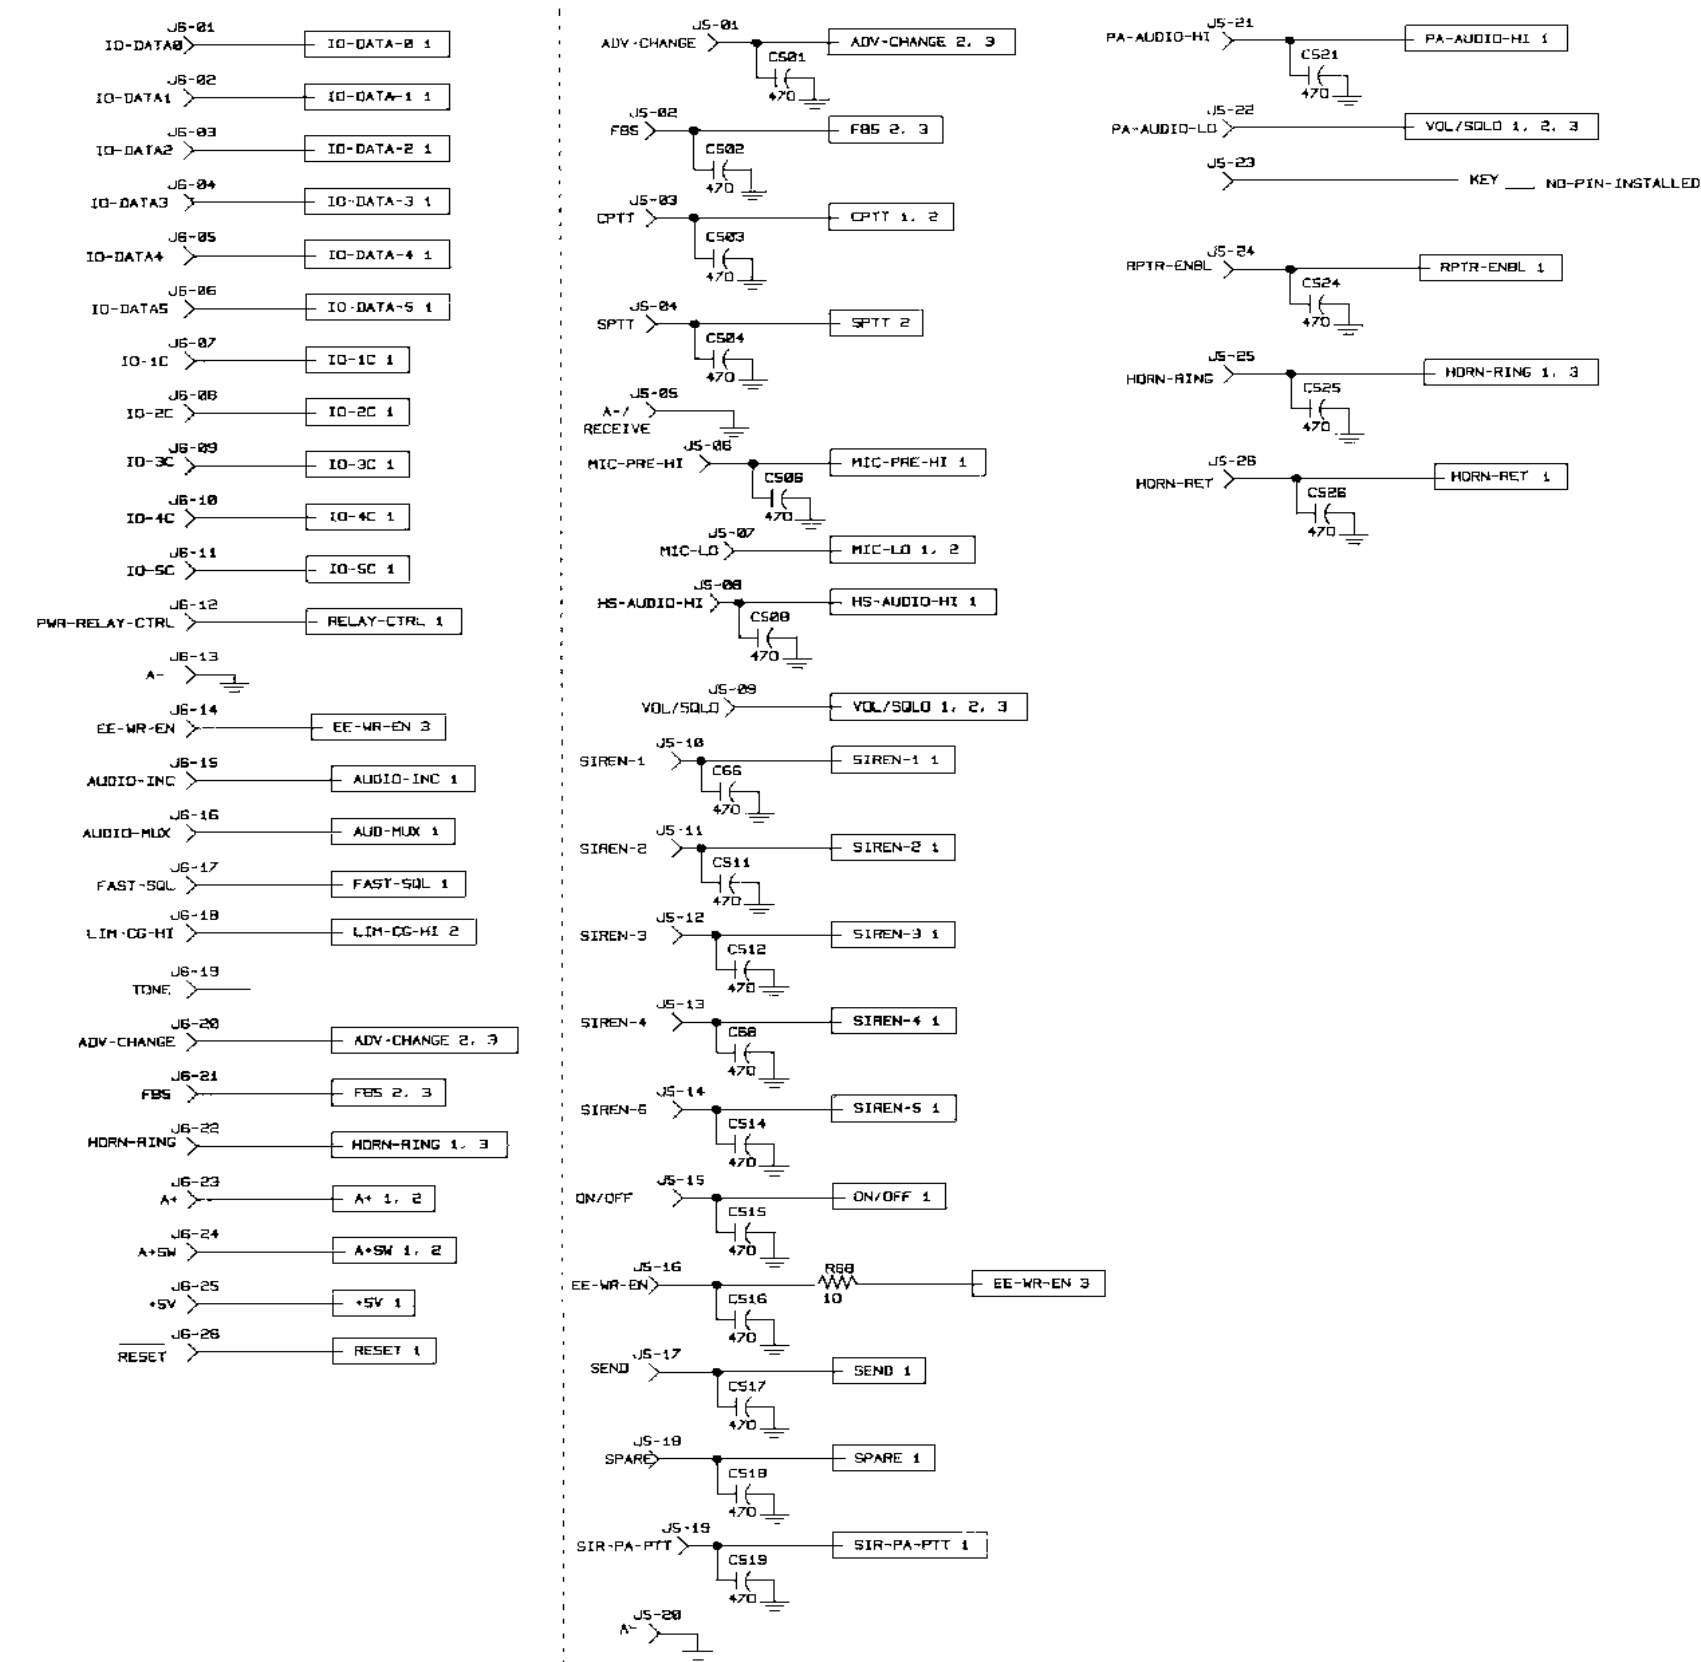 J6-01
IO-DATA0
IO-DATA-0 1
J6-02
IO-DATA1
IO-DATA-1 1
J6-03
IO-DATA2
IO-DATA-2 1
J6-04
IO-DATA3
IO-DATA-3 1
J6-05
IO-DATA4
IO-DATA-4 1
J6-06
IO-DATA5
IO-DATA-5 1
J6-07
IO-1C
IO-1C 1
J6-08
IO-2C
IO-2C 1
J6-09
IO-3C
IO-3C 1
J6-10
IO-4C
IO-4C 1
J6-11
IO-5C
IO-5C 1
J6-12
PWR-RELAY-CTRL
RELAY-CTRL 1
J6-13
A-
J6-14
EE-WR-EN
EE-WR-EN 3
J6-15
AUDIO-INC
AUDIO-INC 1
J6-16
AUDIO-MUX
AUD-MUX 1
J6-17
FAST-SQL
FAST-SQL 1
J6-18
LIM-CG-HI
LIM-CG-HI 2
J6-19
TONE
J6-20
ADV-CHANGE
ADV-CHANGE 2, 3
J6-21
FBS
FBS 2, 3
J6-22
HORN-RING
HORN-RING 1, 3
J6-23
A+
A+ 1, 2
J6-24
A+SW
A+SW 1, 2
J6-25
+5V
+5V 1
J6-26
RESET
RESET 1
J5-01
ADV-CHANGE
ADV-CHANGE 2, 3
C501
470
J5-02
FBS
FBS 2, 3
C502
470
J5-03
CPTT
CPTT 1, 2
C503
470
J5-04
SPTT
SPTT 2
C504
470
J5-05
A-/
RECEIVE
J5-06
MIC-PRE-HI
MIC-PRE-HI 1
C506
470
J5-07
MIC-LO
MIC-LO 1, 2
J5-08
HS-AUDIO-HI
HS-AUDIO-HI 1
C508
470
J5-09
VOL/SQLO
VOL/SQLO 1, 2, 3
J5-10
SIREN-1
SIREN-1 1
C66
470
J5-11
SIREN-2
SIREN-2 1
C511
470
J5-12
SIREN-3
SIREN-3 1
C512
470
J5-13
SIREN-4
SIREN-4 1
C68
470
J5-14
SIREN-5
SIREN-5 1
C514
470
J5-15
ON/OFF
ON/OFF 1
C515
470
J5-16
EE-WR-EN
R68
10
EE-WR-EN 3
C516
470
J5-17
SEND
SEND 1
C517
470
J5-18
SPARE
SPARE 1
C518
470
J5-19
SIR-PA-PTT
SIR-PA-PTT 1
C519
470
J5-20
A-
J5-21
PA-AUDIO-HI
PA-AUDIO-HI 1
C521
470
J5-22
PA-AUDIO-LO
VOL/SQLO 1, 2, 3
J5-23
KEY ___ NO-PIN-INSTALLED
J5-24
RPTR-ENBL
RPTR-ENBL 1
C524
470
J5-25
HORN-RING
HORN-RING 1, 3
C525
470
J5-26
HORN-RET
HORN-RET 1
C526
470